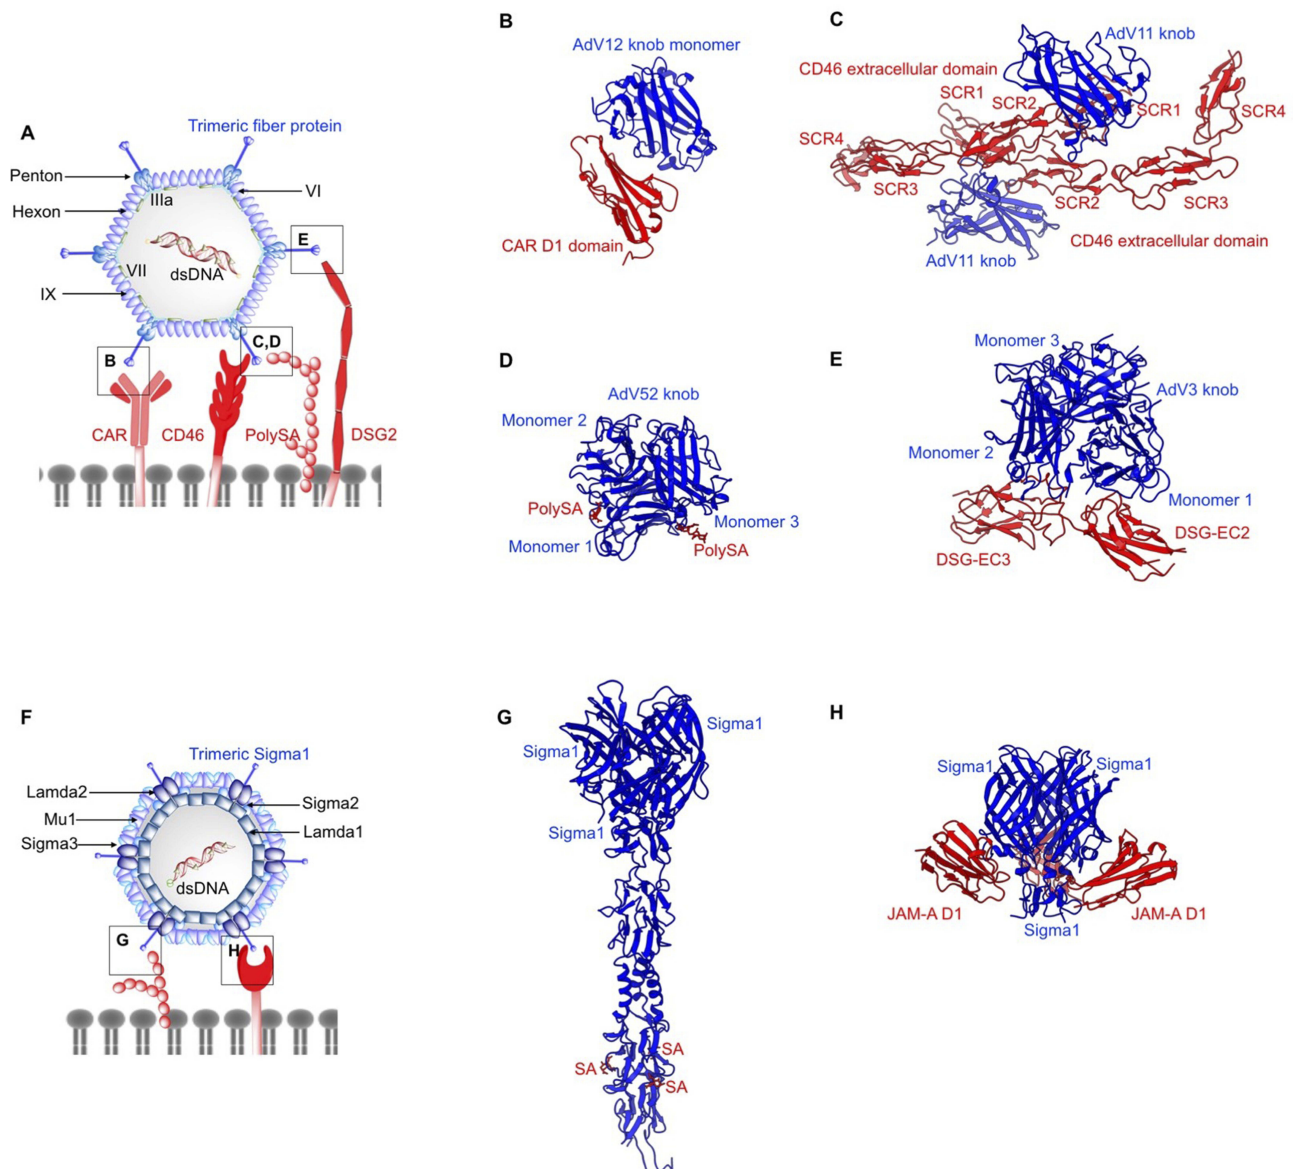 A
Trimeric fiber protein
Penton
IIIa
VI
Hexon
E
VII
dsDNA
IX
C,D
B
CAR
CD46
PolySA
DSG2
B
AdV12 knob monomer
CAR D1 domain
C
AdV11 knob
CD46 extracellular domain
SCR1
SCR2
SCR1
SCR4
SCR4
SCR3
SCR2
SCR3
CD46 extracellular domain
AdV11 knob
D
AdV52 knob
Monomer 2
PolySA
Monomer 3
Monomer 1
PolySA
E
Monomer 3
AdV3 knob
Monomer 2
Monomer 1
DSG-EC2
DSG-EC3
F
Trimeric Sigma1
Lamda2
Sigma2
Mu1
Lamda1
Sigma3
dsDNA
G
H
G
Sigma1
Sigma1
Sigma1
SA
SA
SA
H
Sigma1
Sigma1
JAM-A D1
JAM-A D1
Sigma1